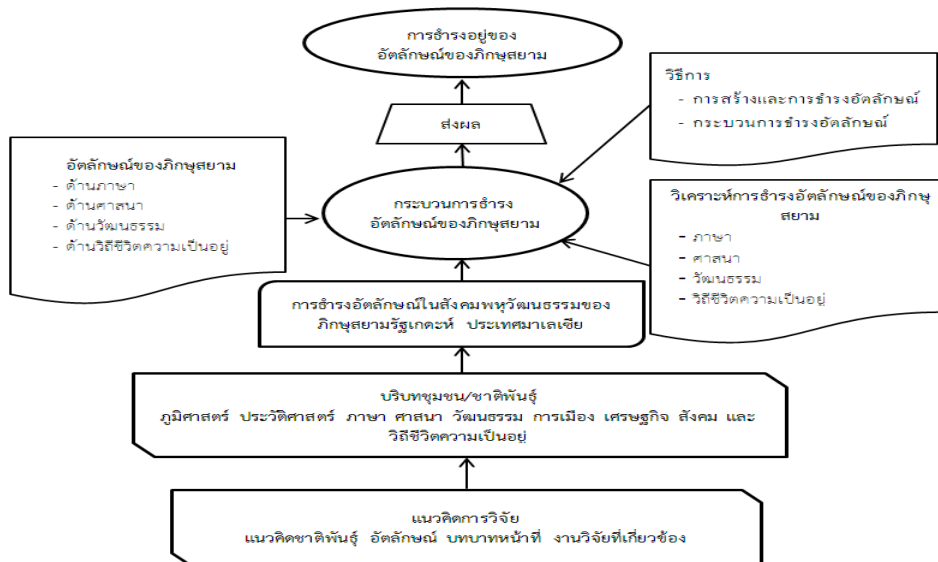 การธำรงอยู่ของ
อัตลักษณ์ของภิกษุสยาม
วิธีการ
- การสร้างและการธำรงอัตลักษณ์
- กระบวนการธำรงอัตลักษณ์
ส่งผล
อัตลักษณ์ของภิกษุสยาม
- ด้านภาษา
- ด้านศาสนา
- ด้านวัฒนธรรม
- ด้านวิถีชีวิตความเป็นอยู่
กระบวนการธำรง
อัตลักษณ์ของภิกษุสยาม
วิเคราะห์การธำรงอัตลักษณ์ของภิกษุ
สยาม
- ภาษา
- ศาสนา
- วัฒนธรรม
- วิถีชีวิตความเป็นอยู่
การธำรงอัตลักษณ์ในสังคมพหุวัฒนธรรมของ
ภิกษุสยามรัฐเกดะห์ ประเทศมาเลเซีย
บริบทชุมชน/ชาติพันธุ์
ภูมิศาสตร์ ประวัติศาสตร์ ภาษา ศาสนา วัฒนธรรม การเมือง เศรษฐกิจ สังคม และ
วิถีชีวิตความเป็นอยู่
แนวคิดการวิจัย
แนวคิดชาติพันธุ์ อัตลักษณ์ บทบาทหน้าที่ งานวิจัยที่เกี่ยวข้อง